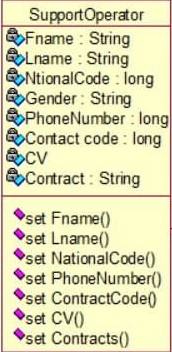 SupportOperator
Fname : String
Lname : String
NtionalCode : long
Gender : String
PhoneNumber : long
Contact code : long
CV
Contract : String
set Fname()
set Lname()
set NationalCode()
set PhoneNumber()
set ContractCode()
set CV()
set Contracts()